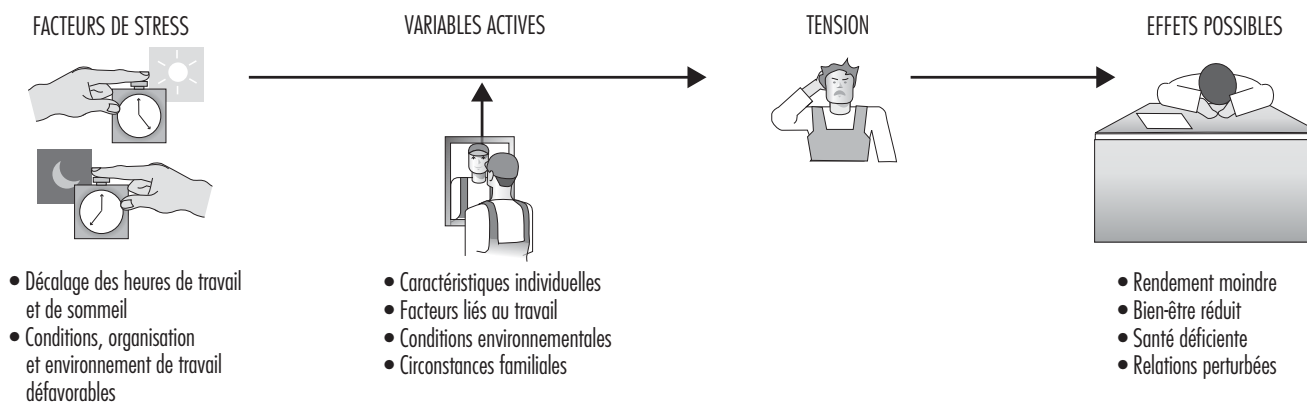 FACTEURS DE STRESS
VARIABLES ACTIVES
TENSION
EFFETS POSSIBLES
• Décalage des heures de travail
et de sommeil
• Conditions, organisation
et environnement de travail
défavorables
• Caractéristiques individuelles
• Facteurs liés au travail
• Conditions environnementales
• Circonstances familiales
• Rendement moindre
• Bien-être réduit
• Santé déficiente
• Relations perturbées